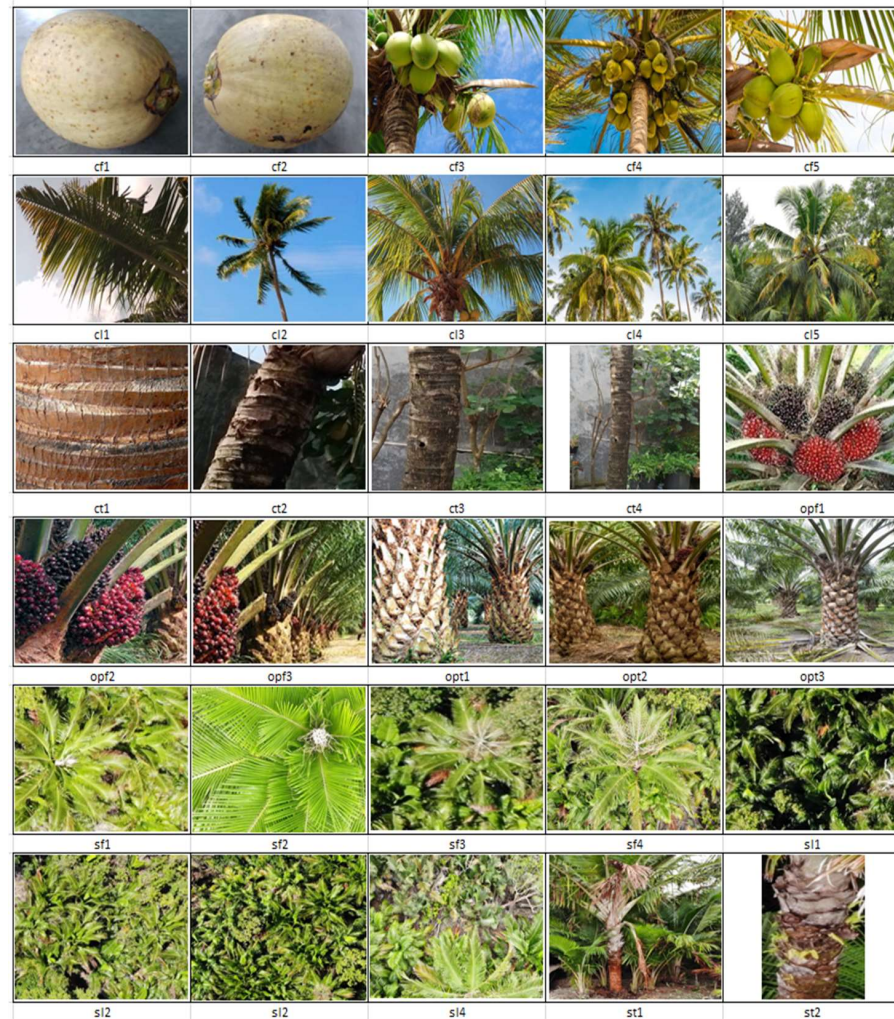 cf1 cf2 cf3 cf4 cf5
cl1 cl2 cl3 cl4 cl5
ct1 ct2 ct3 ct4 opf1
opf2 opf3 opt1 opt2 opt3
sf1 sf2 sf3 sf4 sl1
sl2 sl2 sl4 st1 st2